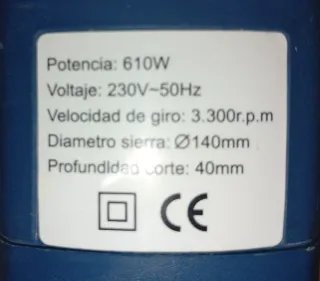 Potencia: 610W
Voltaje: 230V~50Hz
Velocidad de giro: 3.300r.p.m
Diametro sierra: Ø140mm
Profundidad corte: 40mm
CE